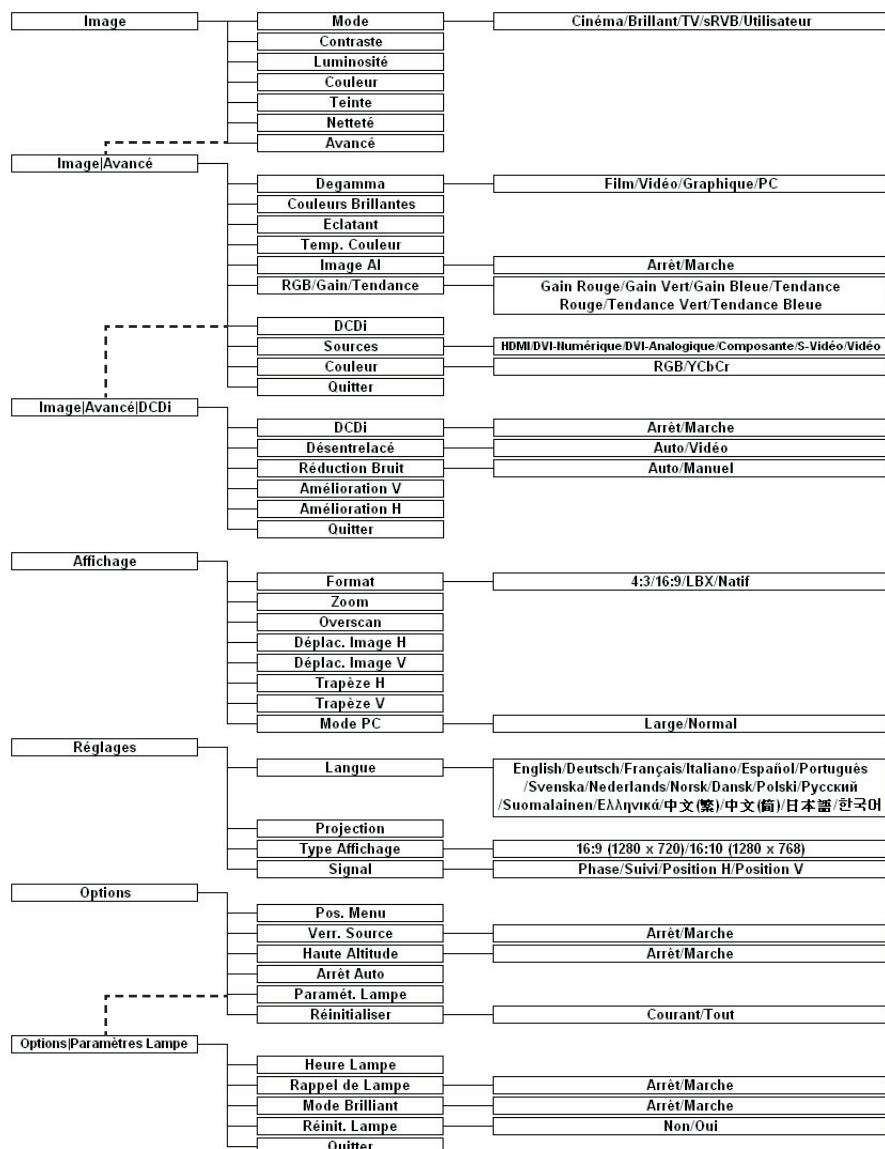 Image Mode Cinéma/Brillant/TV/sRVB/Utilisateur
Contraste
Luminosité
Couleur
Teinte
Netteté
Avancé
Image|Avancé
Degamma Film/Vidéo/Graphique/PC
Couleurs Brillantes
Eclatant
Temp. Couleur
Image AI Arrêt/Marche
RGB/Gain/Tendance Gain Rouge/Gain Vert/Gain Bleue/Tendance
Rouge/Tendance Vert/Tendance Bleue
DCDi
Sources HDMI/DVI-Numérique/DVI-Analogique/Composante/S-Vidéo/Vidéo
Couleur RGB/YCbCr
Quitter
Image|Avancé|DCDi
DCDi Arrêt/Marche
Désentrelacé Auto/Vidéo
Réduction Bruit Auto/Manuel
Amélioration V
Amélioration H
Quitter
Affichage
Format 4:3/16:9/LBX/Natif
Zoom
Overscan
Déplac. Image H
Déplac. Image V
Trapèze H
Trapèze V
Mode PC Large/Normal
Réglages
Langue English/Deutsch/Français/Italiano/Español/Português
/Svenska/Nederlands/Norsk/Dansk/Polski/Русский
/Suomalainen/Ελληνικά/中文(繁)/中文(简)/日本語/한국어
Projection
Type Affichage 16:9 (1280 x 720)/16:10 (1280 x 768)
Signal Phase/Suivi/Position H/Position V
Options
Pos. Menu
Verr. Source Arrêt/Marche
Haute Altitude Arrêt/Marche
Arrêt Auto
Paramét. Lampe
Réinitialiser Courant/Tout
Options|Paramètres Lampe
Heure Lampe
Rappel de Lampe Arrêt/Marche
Mode Brilliant Arrêt/Marche
Réinit. Lampe Non/Oui
Quitter